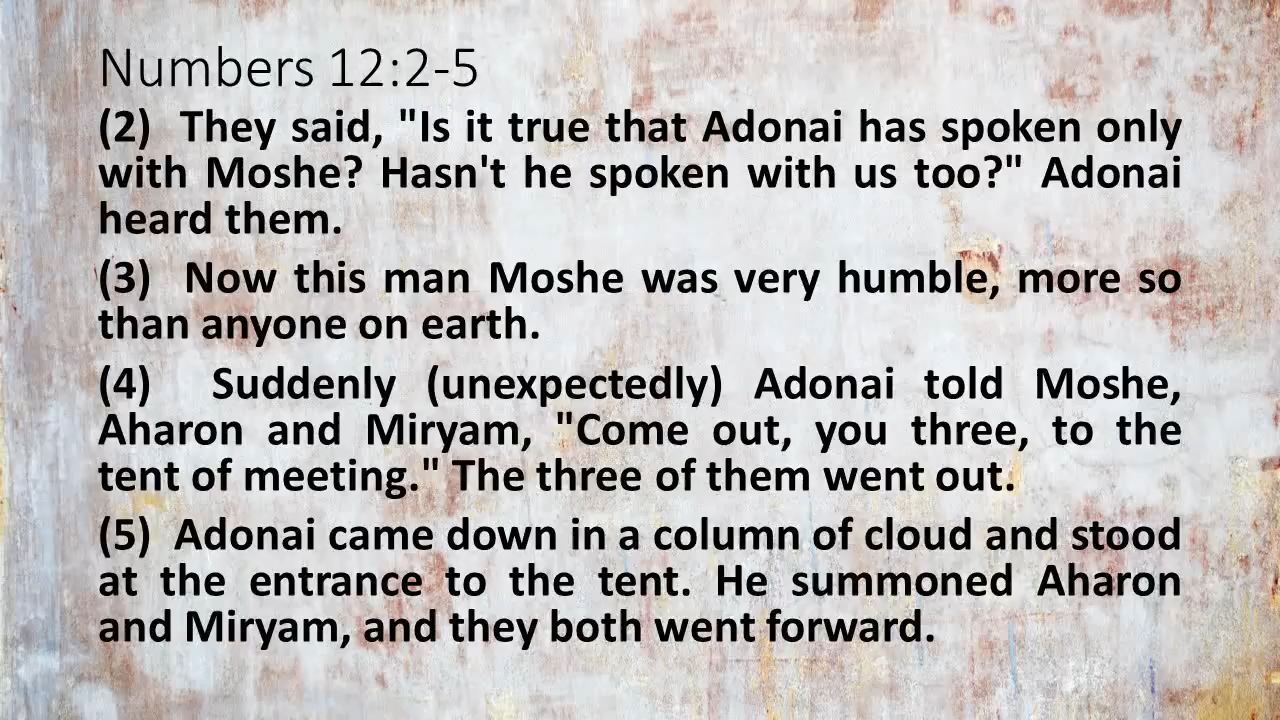 Numbers 12:2-5
(2) They said, "Is it true that Adonai has spoken only
with Moshe? Hasn't he spoken with us too?" Adonai
heard them.
(3) Now this man Moshe was very humble, more so
than anyone on earth.
(4) Suddenly (unexpectedly) Adonai told Moshe,
Aharon and Miryam, "Come out, you three, to the
tent of meeting." The three of them went out.
(5) Adonai came down in a column of cloud and stood
at the entrance to the tent. He summoned Aharon
and Miryam, and they both went forward.